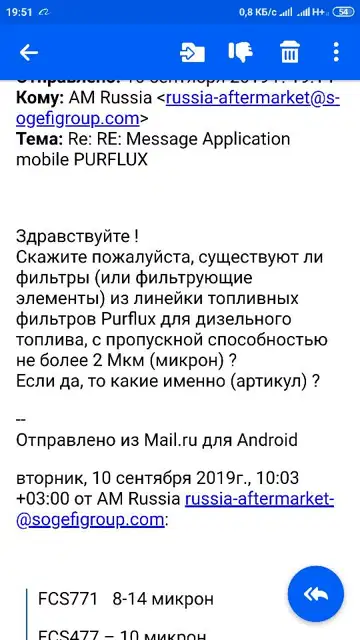 19:51
0,8 КБ/с
H+
54
Кому: AM Russia <russia-aftermarket@s-
ogefigroup.com>
Тема: Re: RE: Message Application
mobile PURFLUX
Здравствуйте !
Скажите пожалуйста, существуют ли
фильтры (или фильтрующие
элементы) из линейки топливных
фильтров Purflux для дизельного
топлива, с пропускной способностью
не более 2 Мкм (микрон) ?
Если да, то какие именно (артикул) ?
--
Отправлено из Mail.ru для Android
вторник, 10 сентября 2019г., 10:03
+03:00 от AM Russia russia-aftermarket-
@sogefigroup.com:
FCS771 8-14 микрон
FCS477 – 10 микрон